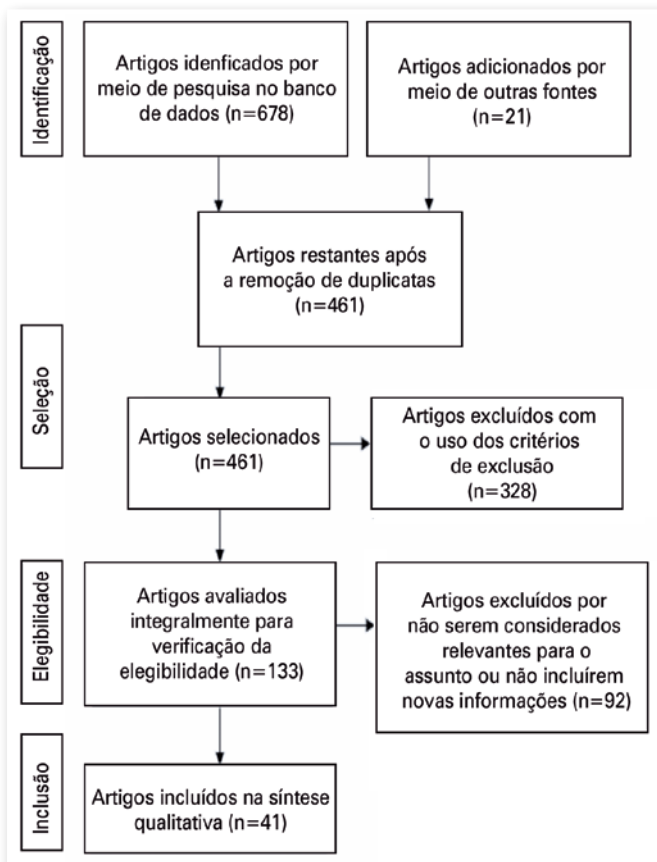 Identificação
Artigos idenficados por
meio de pesquisa no banco
de dados (n=678)
Artigos adicionados por
meio de outras fontes
(n=21)
Artigos restantes após
a remoção de duplicatas
(n=461)
Seleção
Artigos selecionados
(n=461)
Artigos excluídos com
o uso dos critérios
de exclusão
(n=328)
Elegibilidade
Artigos avaliados
integralmente para
verificação da
elegibilidade (n=133)
Artigos excluídos por
não serem considerados
relevantes para o
assunto ou não incluírem
novas informações (n=92)
Inclusão
Artigos incluídos na síntese
qualitativa (n=41)